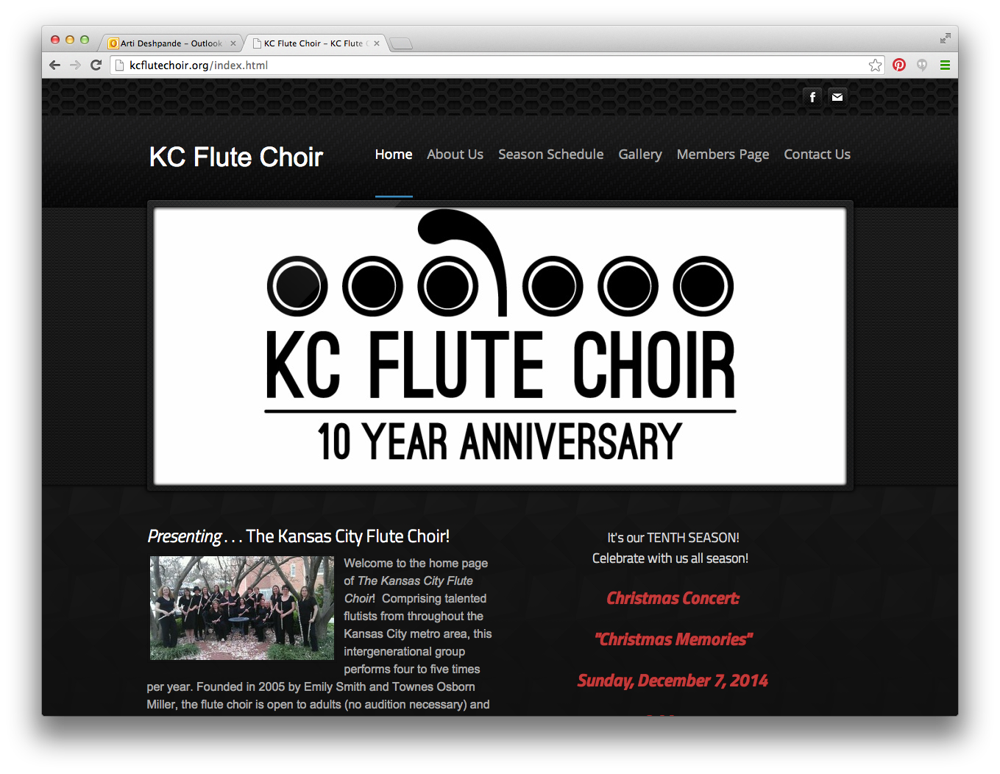 Arti Deshpande – Outlook
KC Flute Choir – KC Flute
kcflutechoir.org/index.html
KC Flute Choir
Home
About Us
Season Schedule
Gallery
Members Page
Contact Us
KC FLUTE CHOIR
10 YEAR ANNIVERSARY
Presenting . . . The Kansas City Flute Choir!
Welcome to the home page
of The Kansas City Flute
Choir!  Comprising talented
flutists from throughout the
Kansas City metro area, this
intergenerational group
performs four to five times
per year. Founded in 2005 by Emily Smith and Townes Osborn
Miller, the flute choir is open to adults (no audition necessary) and
It's our TENTH SEASON!
Celebrate with us all season!
Christmas Concert:
"Christmas Memories"
Sunday, December 7, 2014